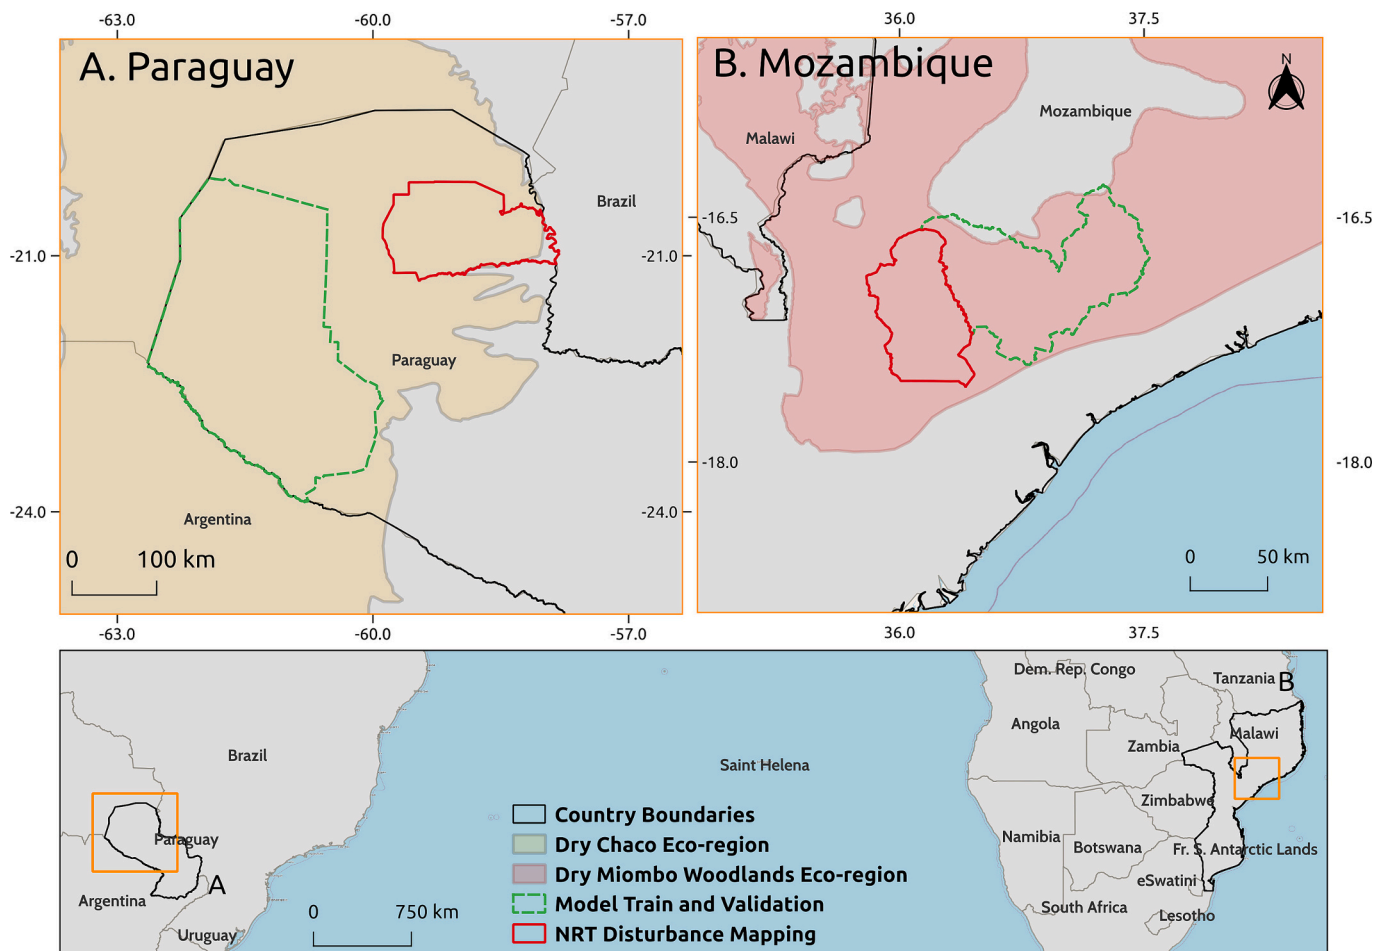 -63.0 -60.0 -57.0 36.0 37.5
A. Paraguay
B. Mozambique
N
Mozambique
Malawi
Brazil
-16.5 -16.5
-21.0 -21.0
Paraguay
-18.0 -18.0
-24.0 -24.0
Argentina
0 100 km
0 50 km
-63.0 -60.0 -57.0 36.0 37.5
Dem. Rep. Congo
Tanzania
B
Angola
Malawi
Zambia
Brazil
Saint Helena
Zimbabwe
Country Boundaries
Namibia
Paraguay
Dry Chaco Eco-region
Botswana
Fr. S. Antarctic Lands
Dry Miombo Woodlands Eco-region
eSwatini
A
Argentina
Model Train and Validation
South Africa
0 750 km
Lesotho
Uruguay
NRT Disturbance Mapping